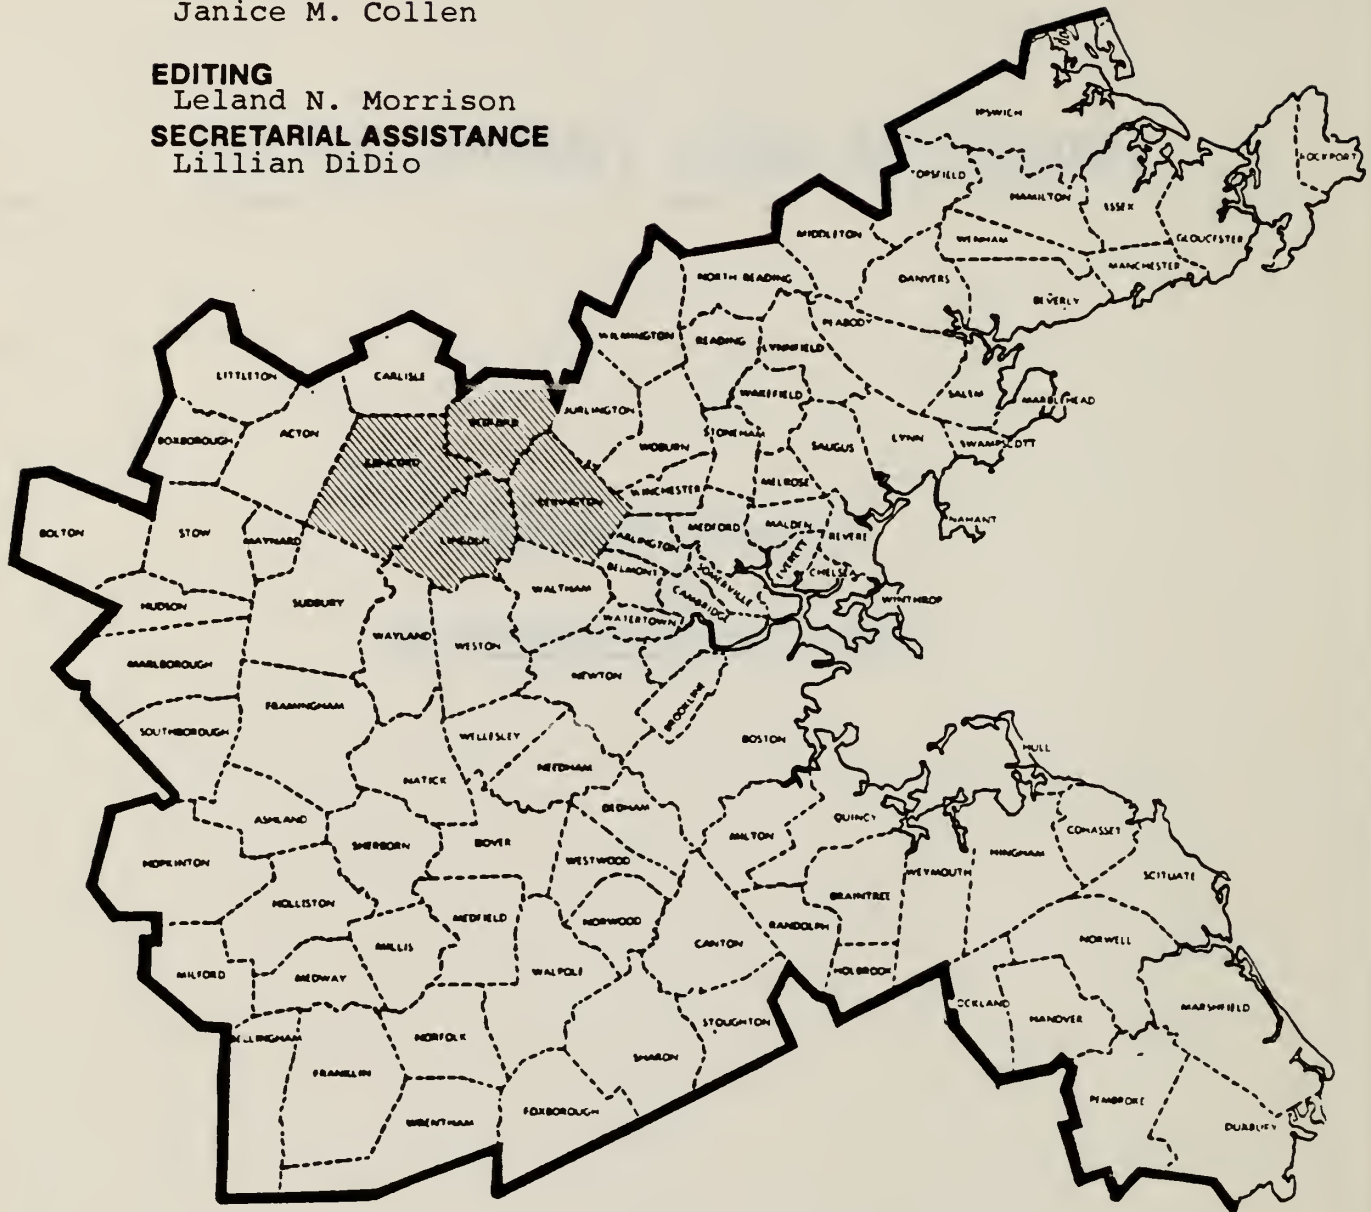 Janice M. Collen
EDITING
Leland N. Morrison
SECRETARIAL ASSISTANCE
Lillian DiDio
IPSWICH
ROCKPORT
TOPSFIELD
HAMILTON
ESSEX
MIDDLETON
WENHAM
GLOUCESTER
MANCHESTER
NORTH READING
DANVERS
BEVERLY
WILMINGTON
READING
LYNNFIELD
PEABODY
LITTLETON
CARLISLE
WAKEFIELD
SALEM
MARBLEHEAD
BEDFORD
BURLINGTON
BOXBOROUGH
ACTON
STONEHAM
WOBURN
SAUGUS
LYNN
SWAMPSCOTT
CONCORD
LEXINGTON
WINCHESTER
MELROSE
NAHANT
BOLTON
STOW
MAYNARD
LINCOLN
ARLINGTON
MEDFORD
MALDEN
REVERE
EVERETT
CHELSEA
BELMONT
SOMERVILLE
CAMBRIDGE
WINTHROP
HUDSON
SUDBURY
WALTHAM
WATERTOWN
WAYLAND
WESTON
MARLBOROUGH
NEWTON
BROOKLINE
FRAMINGHAM
SOUTHBOROUGH
WELLESLEY
BOSTON
HULL
NATICK
NEEDHAM
DEDHAM
ASHLAND
QUINCY
COHASSET
SHERBORN
DOVER
MILTON
HOPKINTON
WESTWOOD
HINGHAM
WEYMOUTH
SCITUATE
HOLLISTON
BRAINTREE
MEDFIELD
NORWOOD
RANDOLPH
MILLIS
CANTON
NORWELL
MILFORD
MEDWAY
WALPOLE
HOLBROOK
ROCKLAND
MARSHFIELD
HANOVER
STOUGHTON
BELLINGHAM
NORFOLK
SHARON
FRANKLIN
FOXBOROUGH
WRENTHAM
PEMBROKE
DUXBURY